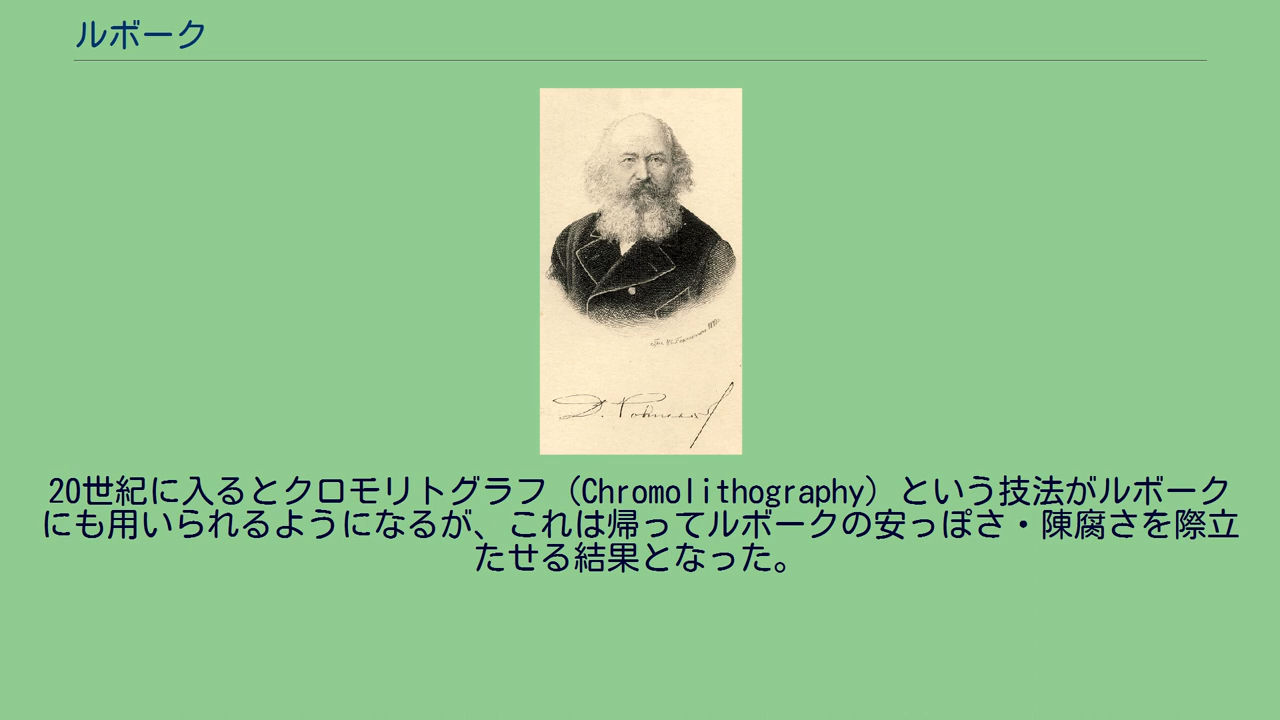 ルボーク
D. Ровинский
20世紀に入るとクロモリトグラフ（Chromolithography）という技法がルボーク
にも用いられるようになるが、これは帰ってルボークの安っぽさ・陳腐さを際立
たせる結果となった。